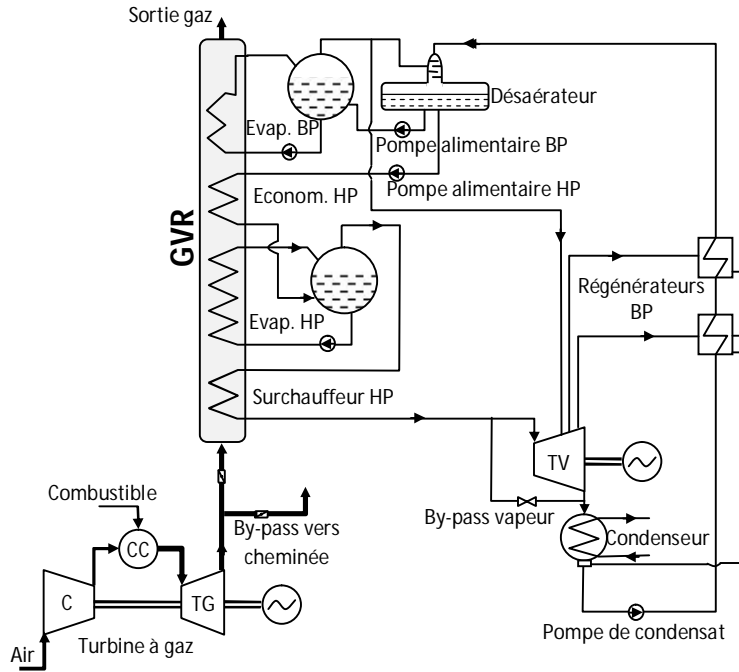 Sortie gaz
Désaérateur
Evap. BP
Pompe alimentaire BP
Pompe alimentaire HP
Econom. HP
GVR
Régénérateurs
BP
Evap. HP
Surchauffeur HP
TV
Combustible
By-pass vers
cheminée
By-pass vapeur
Condenseur
CC
C
TG
Turbine à gaz
Pompe de condensat
Air